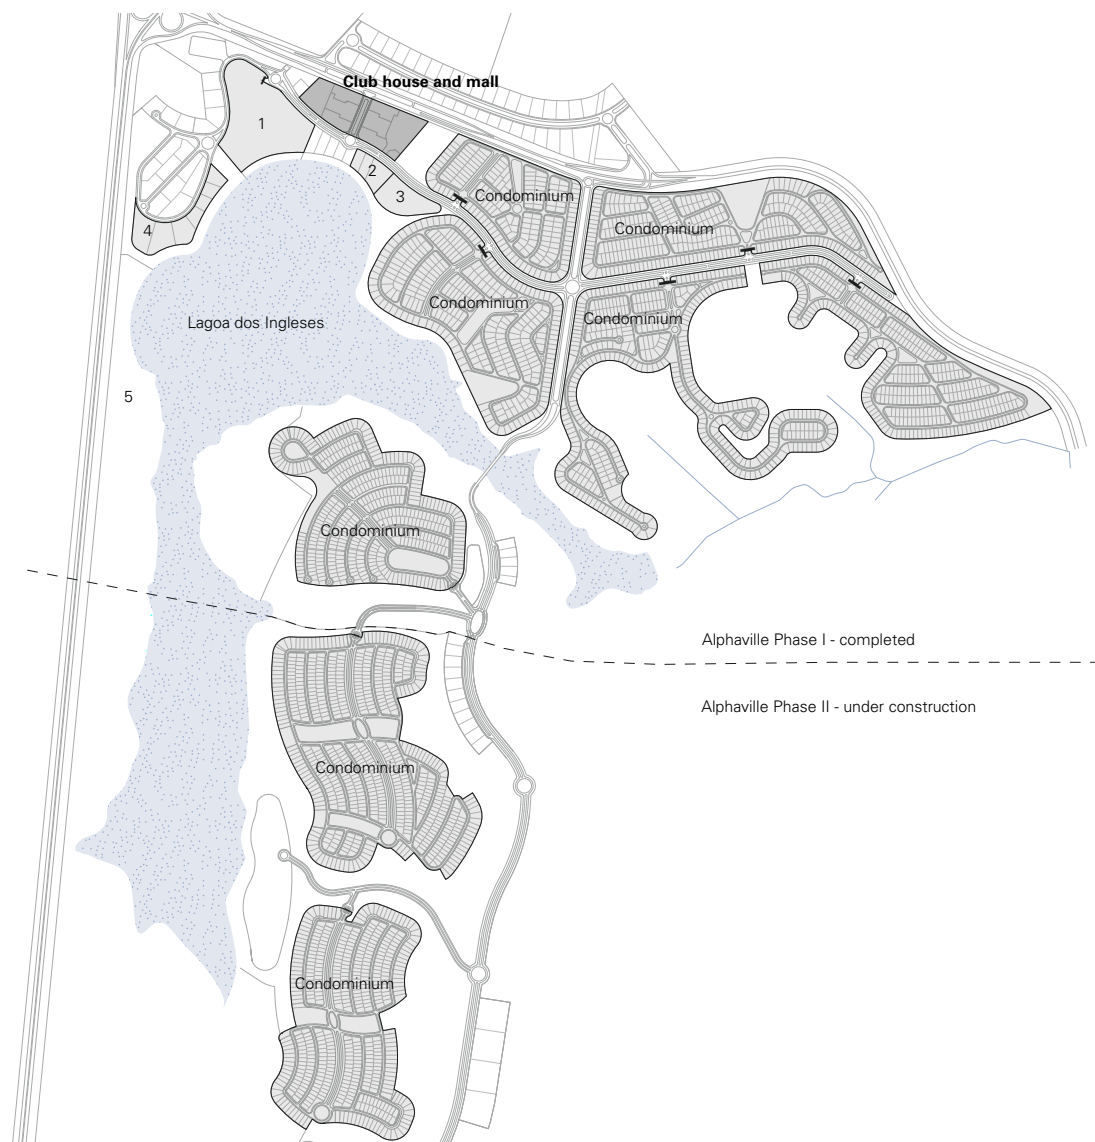 Club house and mall
1
2
3
4
Condominium
Condominium
Condominium
Condominium
Lagoa dos Ingleses
5
Condominium
Alphaville Phase I - completed
Alphaville Phase II - under construction
Condominium
Condominium